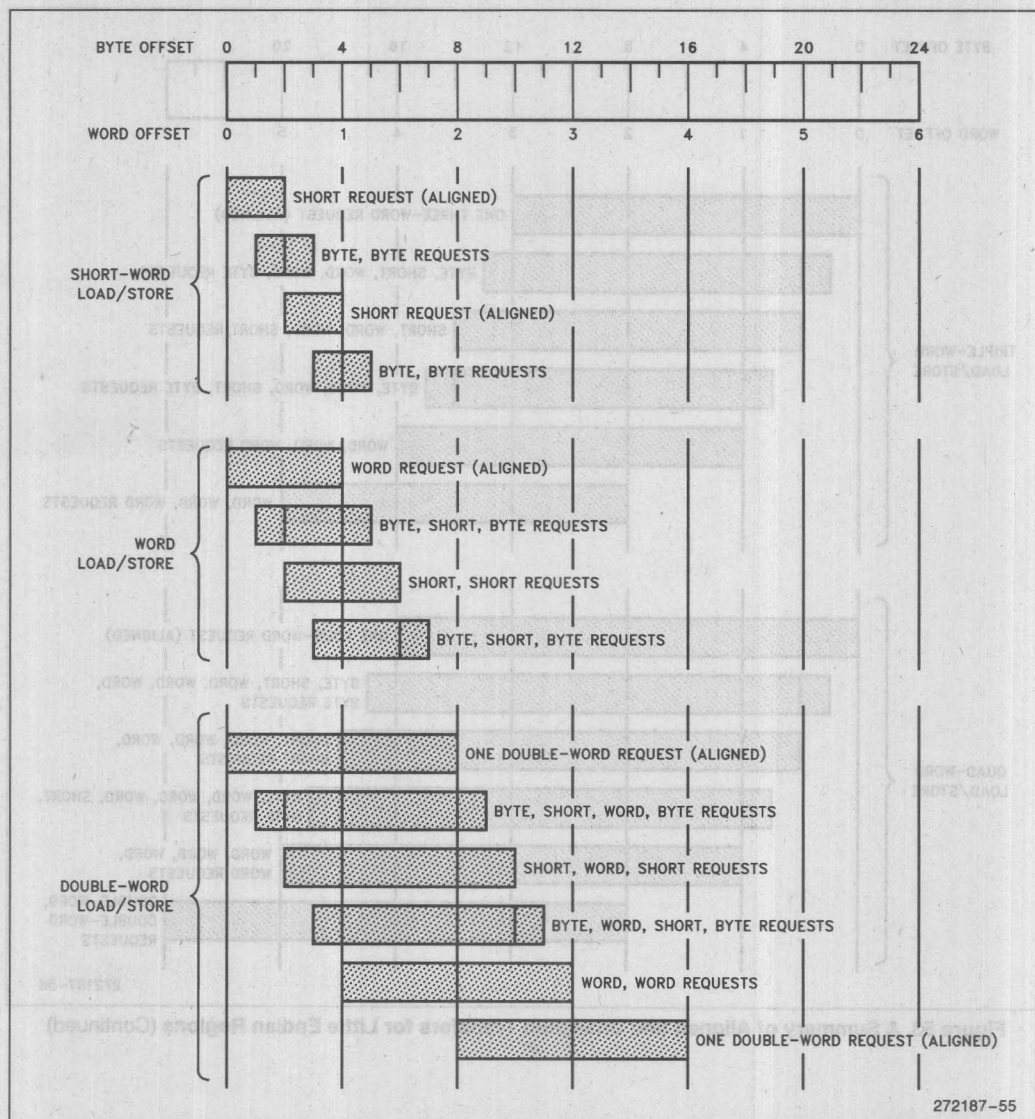 BYTE OFFSET 0 4 8 12 16 20 24
WORD OFFSET 0 1 2 3 4 5 6
SHORT-WORD
LOAD/STORE
SHORT REQUEST (ALIGNED)
BYTE, BYTE REQUESTS
SHORT REQUEST (ALIGNED)
BYTE, BYTE REQUESTS
WORD
LOAD/STORE
WORD REQUEST (ALIGNED)
BYTE, SHORT, BYTE REQUESTS
SHORT, SHORT REQUESTS
BYTE, SHORT, BYTE REQUESTS
DOUBLE-WORD
LOAD/STORE
ONE DOUBLE-WORD REQUEST (ALIGNED)
BYTE, SHORT, WORD, BYTE REQUESTS
SHORT, WORD, SHORT REQUESTS
BYTE, WORD, SHORT, BYTE REQUESTS
WORD, WORD REQUESTS
ONE DOUBLE-WORD REQUEST (ALIGNED)
272187-55